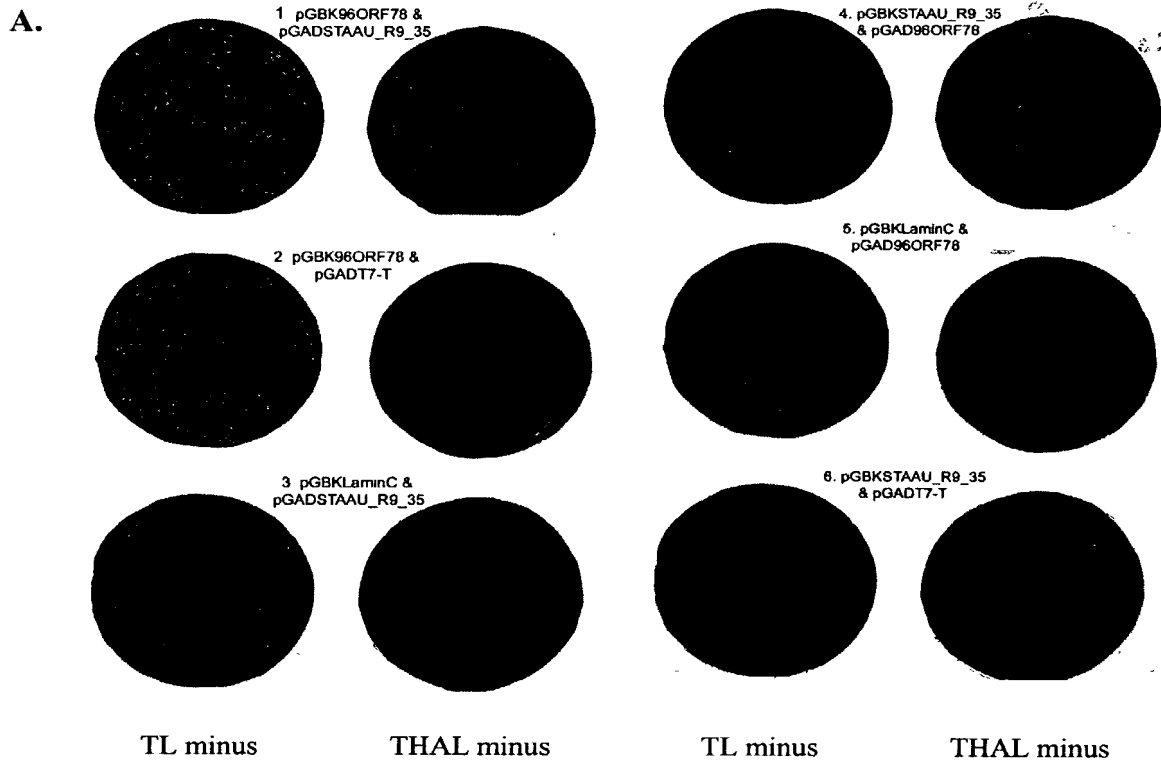 A.
1 pGBK96ORF78 &
pGADSTAAU_R9_35
4. pGBKSTAAU_R9_35
& pGAD96ORF78
2 pGBK96ORF78 &
pGADT7-T
5. pGBKLaminC &
pGAD96ORF78
3 pGBKLaminC &
pGADSTAAU_R9_35
6. pGBKSTAAU_R9_35
& pGADT7-T
TL minus THAL minus TL minus THAL minus